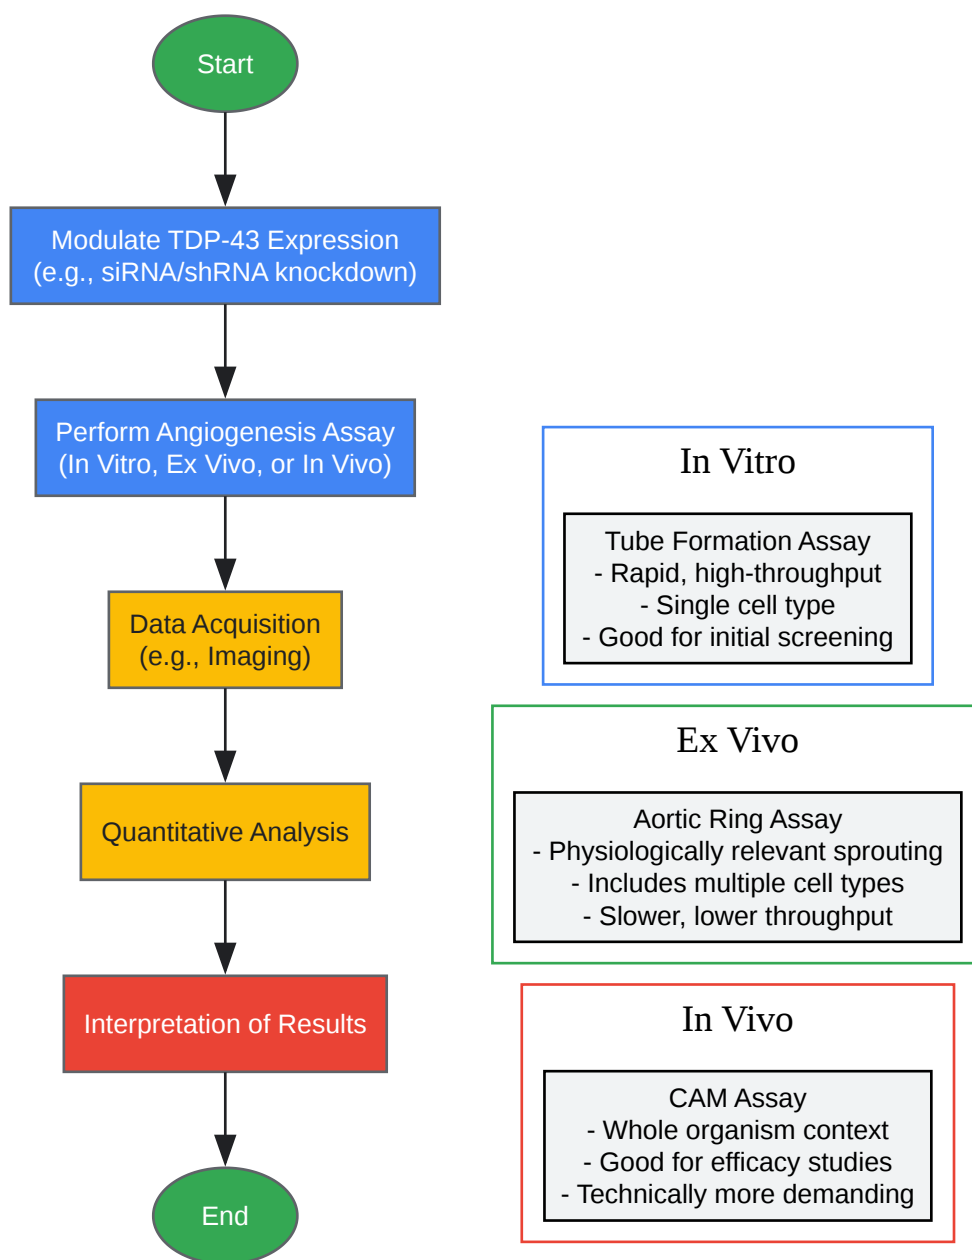 Start
Modulate TDP-43 Expression
(e.g., siRNA/shRNA knockdown)
Perform Angiogenesis Assay
(In Vitro, Ex Vivo, or In Vivo)
Data Acquisition
(e.g., Imaging)
Quantitative Analysis
Interpretation of Results
End
In Vitro
Tube Formation Assay
- Rapid, high-throughput
- Single cell type
- Good for initial screening
Ex Vivo
Aortic Ring Assay
- Physiologically relevant sprouting
- Includes multiple cell types
- Slower, lower throughput
In Vivo
CAM Assay
- Whole organism context
- Good for efficacy studies
- Technically more demanding